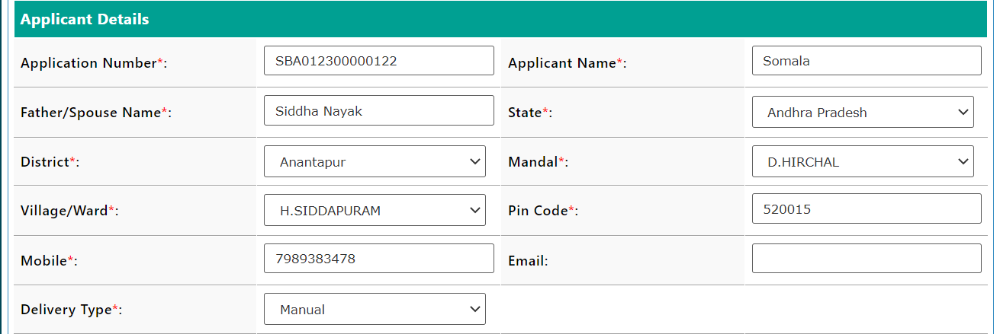 Applicant Details
Application Number*: SBA012300000122 Applicant Name*: Somala
Father/Spouse Name*: Siddha Nayak State*: Andhra Pradesh
District*: Anantapur Mandal*: D.HIRCHAL
Village/Ward*: H.SIDDAPURAM Pin Code*: 520015
Mobile*: 7989383478 Email:
Delivery Type*: Manual